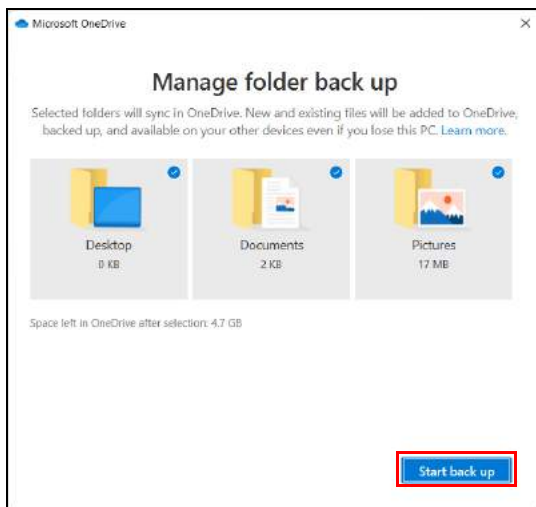 Microsoft OneDrive
Manage folder back up
Selected folders will sync in OneDrive. New and existing files will be added to OneDrive,
backed up, and available on your other devices even if you lose this PC. Learn more.
Desktop
0 KB
Documents
2 KB
Pictures
17 MB
Space left in OneDrive after selection: 4.7 GB
Start back up